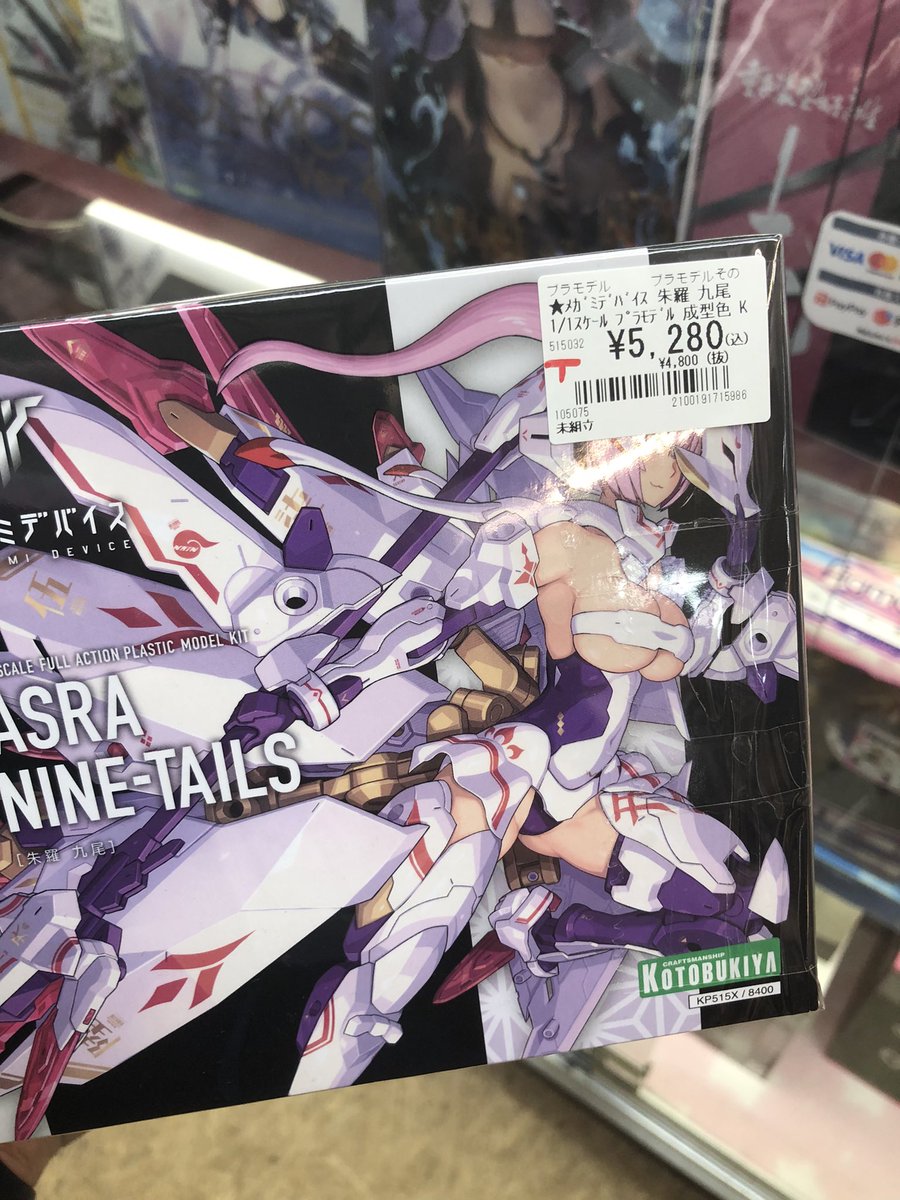 プラモデル プラモデルその
★メガミデバイス 朱羅 九尾
1/1スケール プラモデル 成型色 K
515032 ¥5,280(込)
¥4,800 (抜)
T
105075 2100191715986
未組立
VISA
PayPay
ミデバイス
MI DEVICE
SCALE FULL ACTION PLASTIC MODEL KIT
ASRA
NINE-TAILS
[朱羅 九尾]
伍
CRAFTSMANSHIP
KOTOBUKIYA
KP515X / 8400